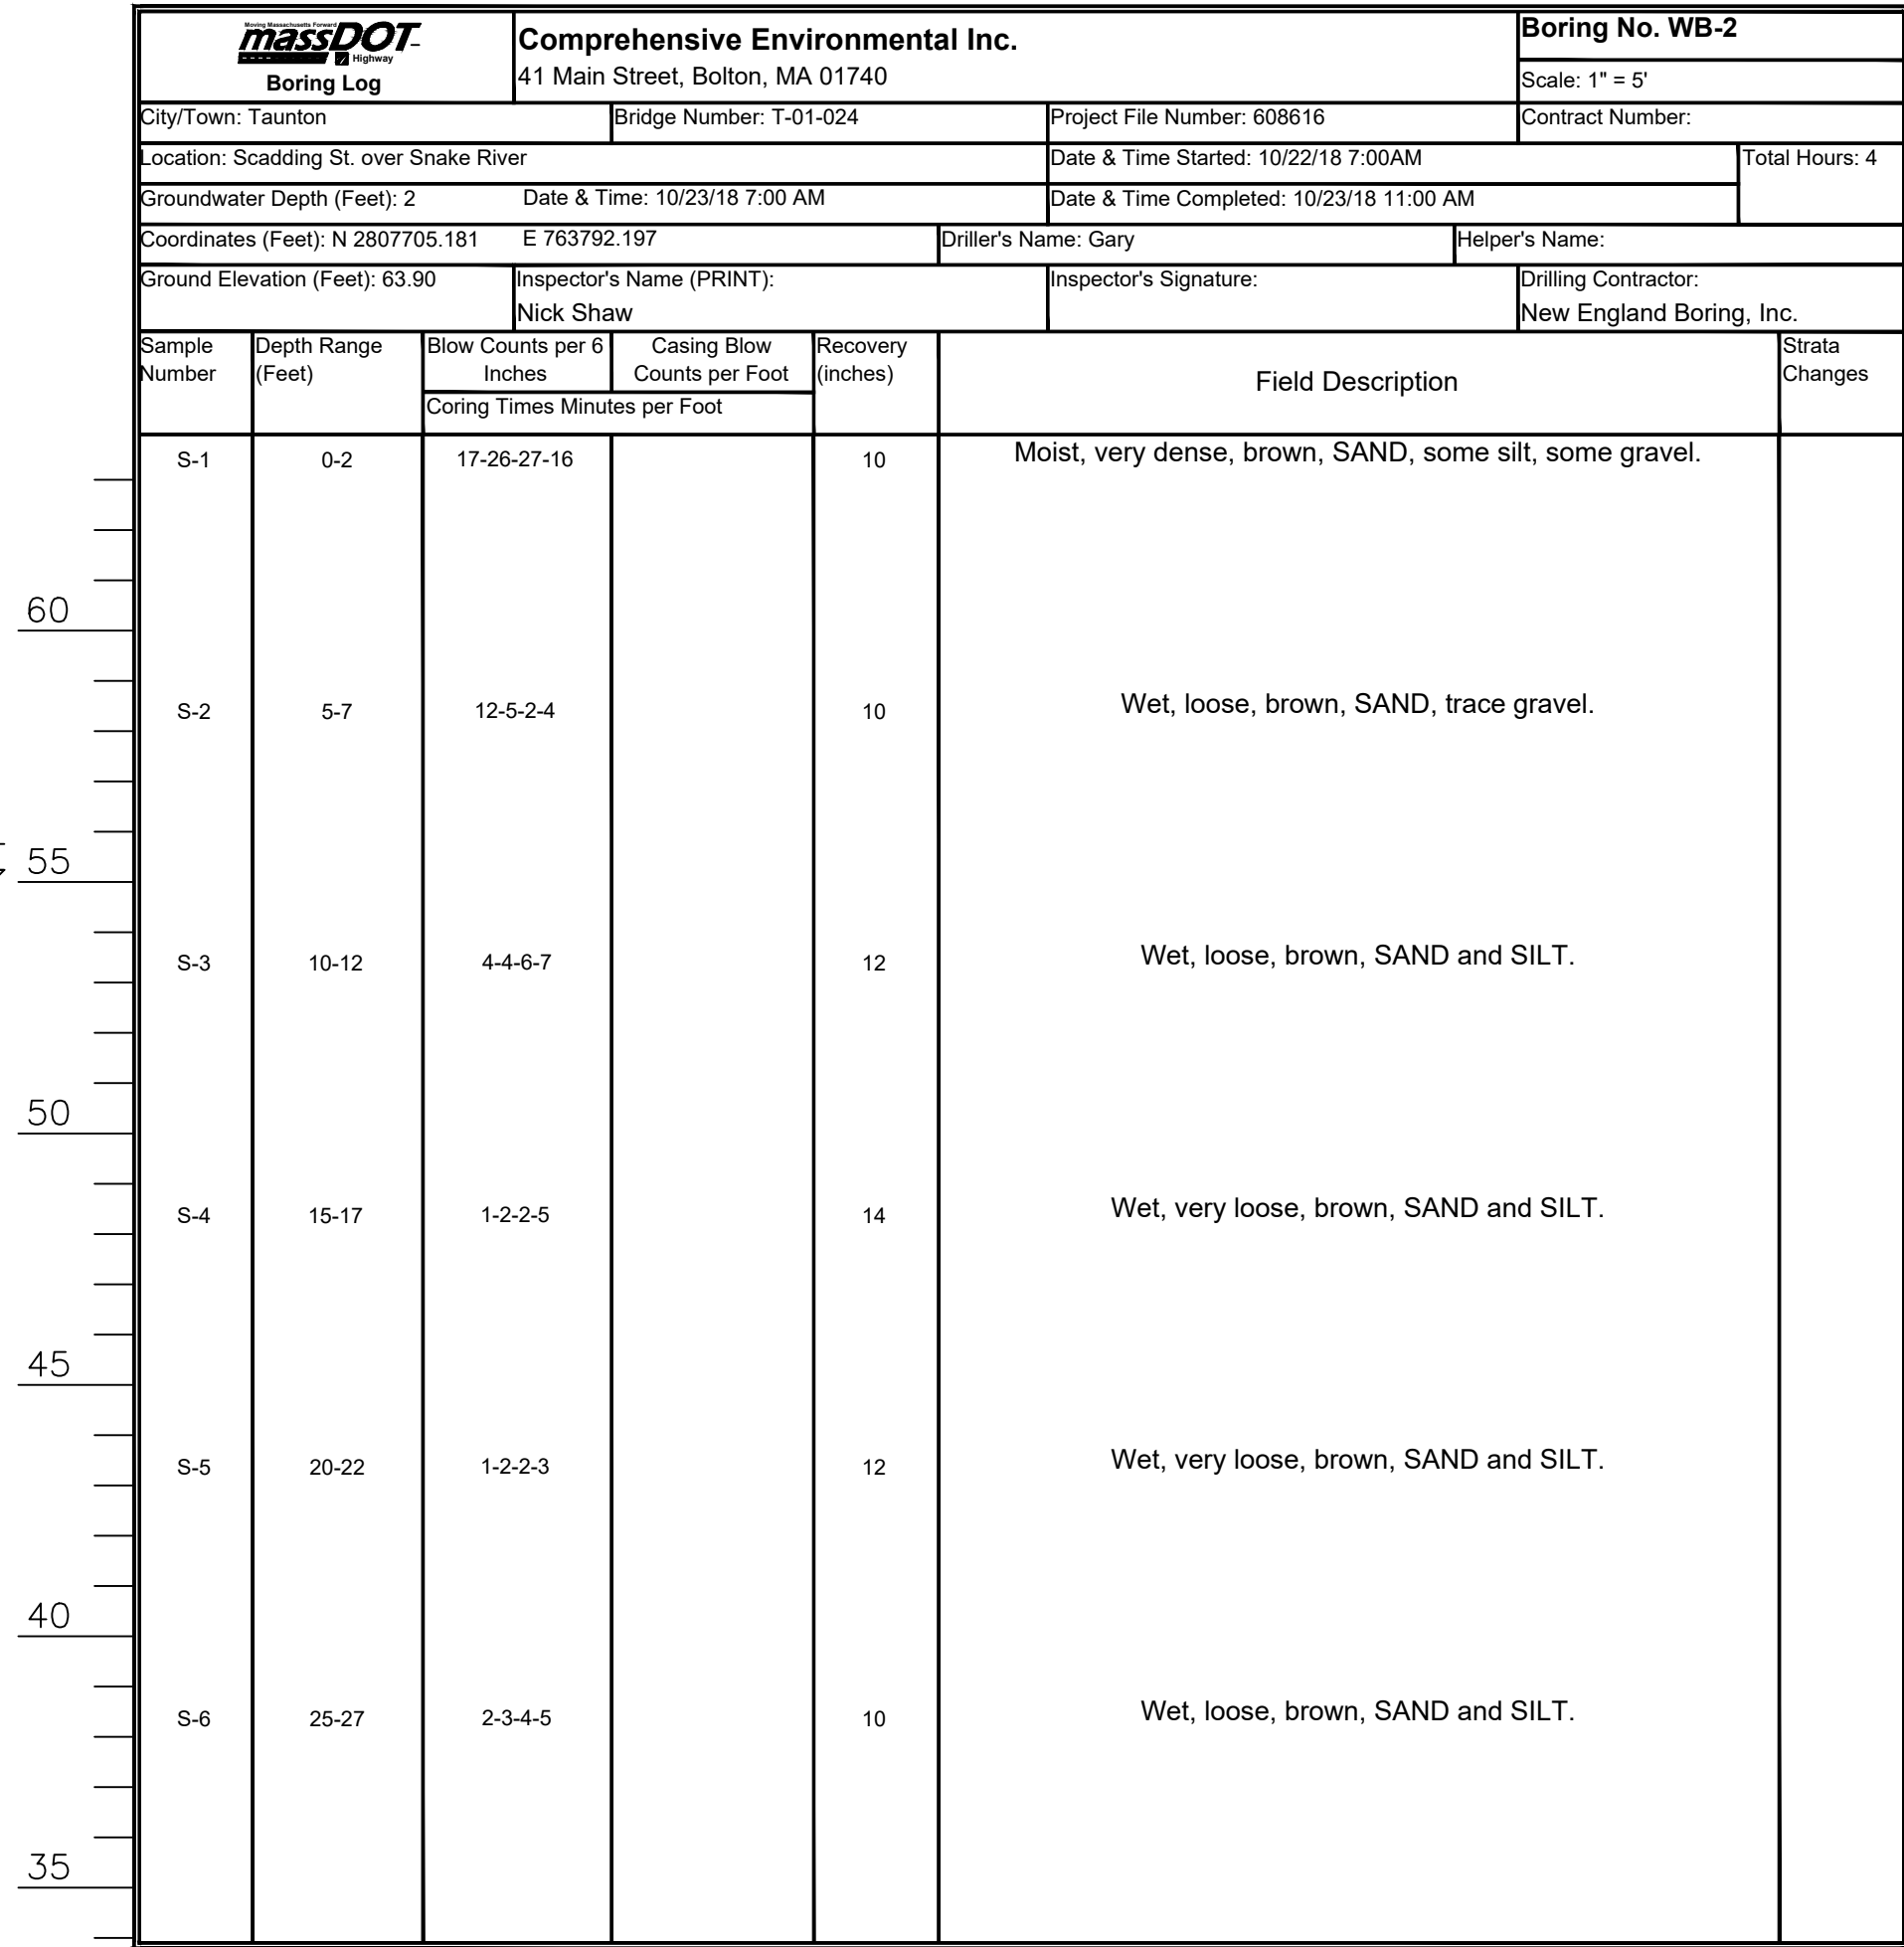 Moving Massachusetts Forward
massDOT
Highway
Boring Log
Comprehensive Environmental Inc.
41 Main Street, Bolton, MA 01740
Boring No. WB-2
Scale: 1" = 5'
City/Town: Taunton
Bridge Number: T-01-024
Project File Number: 608616
Contract Number:
Location: Scadding St. over Snake River
Date & Time Started: 10/22/18 7:00AM
Total Hours: 4
Groundwater Depth (Feet): 2
Date & Time: 10/23/18 7:00 AM
Date & Time Completed: 10/23/18 11:00 AM
Coordinates (Feet): N 2807705.181
E 763792.197
Driller's Name: Gary
Helper's Name:
Ground Elevation (Feet): 63.90
Inspector's Name (PRINT):
Nick Shaw
Inspector's Signature:
Drilling Contractor:
New England Boring, Inc.
Sample
Number
Depth Range
(Feet)
Blow Counts per 6
Inches
Casing Blow
Counts per Foot
Coring Times Minutes per Foot
Recovery
(inches)
Field Description
Strata
Changes
S-1 0-2 17-26-27-16 10 Moist, very dense, brown, SAND, some silt, some gravel.
60
S-2 5-7 12-5-2-4 10 Wet, loose, brown, SAND, trace gravel.
55
S-3 10-12 4-4-6-7 12 Wet, loose, brown, SAND and SILT.
50
S-4 15-17 1-2-2-5 14 Wet, very loose, brown, SAND and SILT.
45
S-5 20-22 1-2-2-3 12 Wet, very loose, brown, SAND and SILT.
40
S-6 25-27 2-3-4-5 10 Wet, loose, brown, SAND and SILT.
35